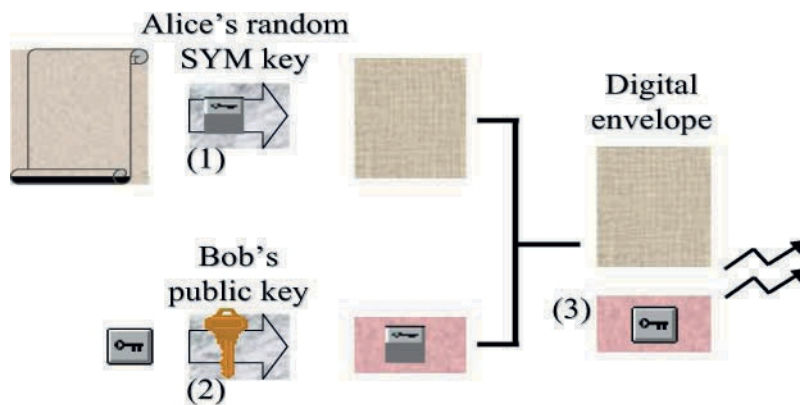 Alice's random
SYM key
(1)
Digital
envelope
Bob's
public key
(2)
(3)